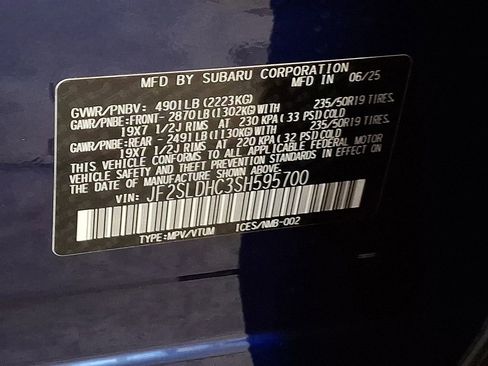 MFD BY SUBARU CORPORATION
MFD IN 06/25
GVWR/PNBV: 4901LB(2223KG)
GAWR/PNBE:FRONT- 2870LB(1302KG)WITH 235/50R19 TIRES.
19X7 1/2J RIMS AT 230 KPA(33 PSI)COLD
GAWR/PNBE:REAR - 2491LB(1130KG)WITH 235/50R19 TIRES.
19X7 1/2J RIMS AT 220 KPA(32 PSI)COLD
THIS VEHICLE CONFORMS TO ALL APPLICABLE FEDERAL MOTOR
VEHICLE SAFETY STANDARDS IN EFFECT ON
THE DATE OF MANUFACTURE SHOWN ABOVE.
VIN: JF2SLDHC3SH595700
TYPE:MPV/VTUM ICES/NMB-002